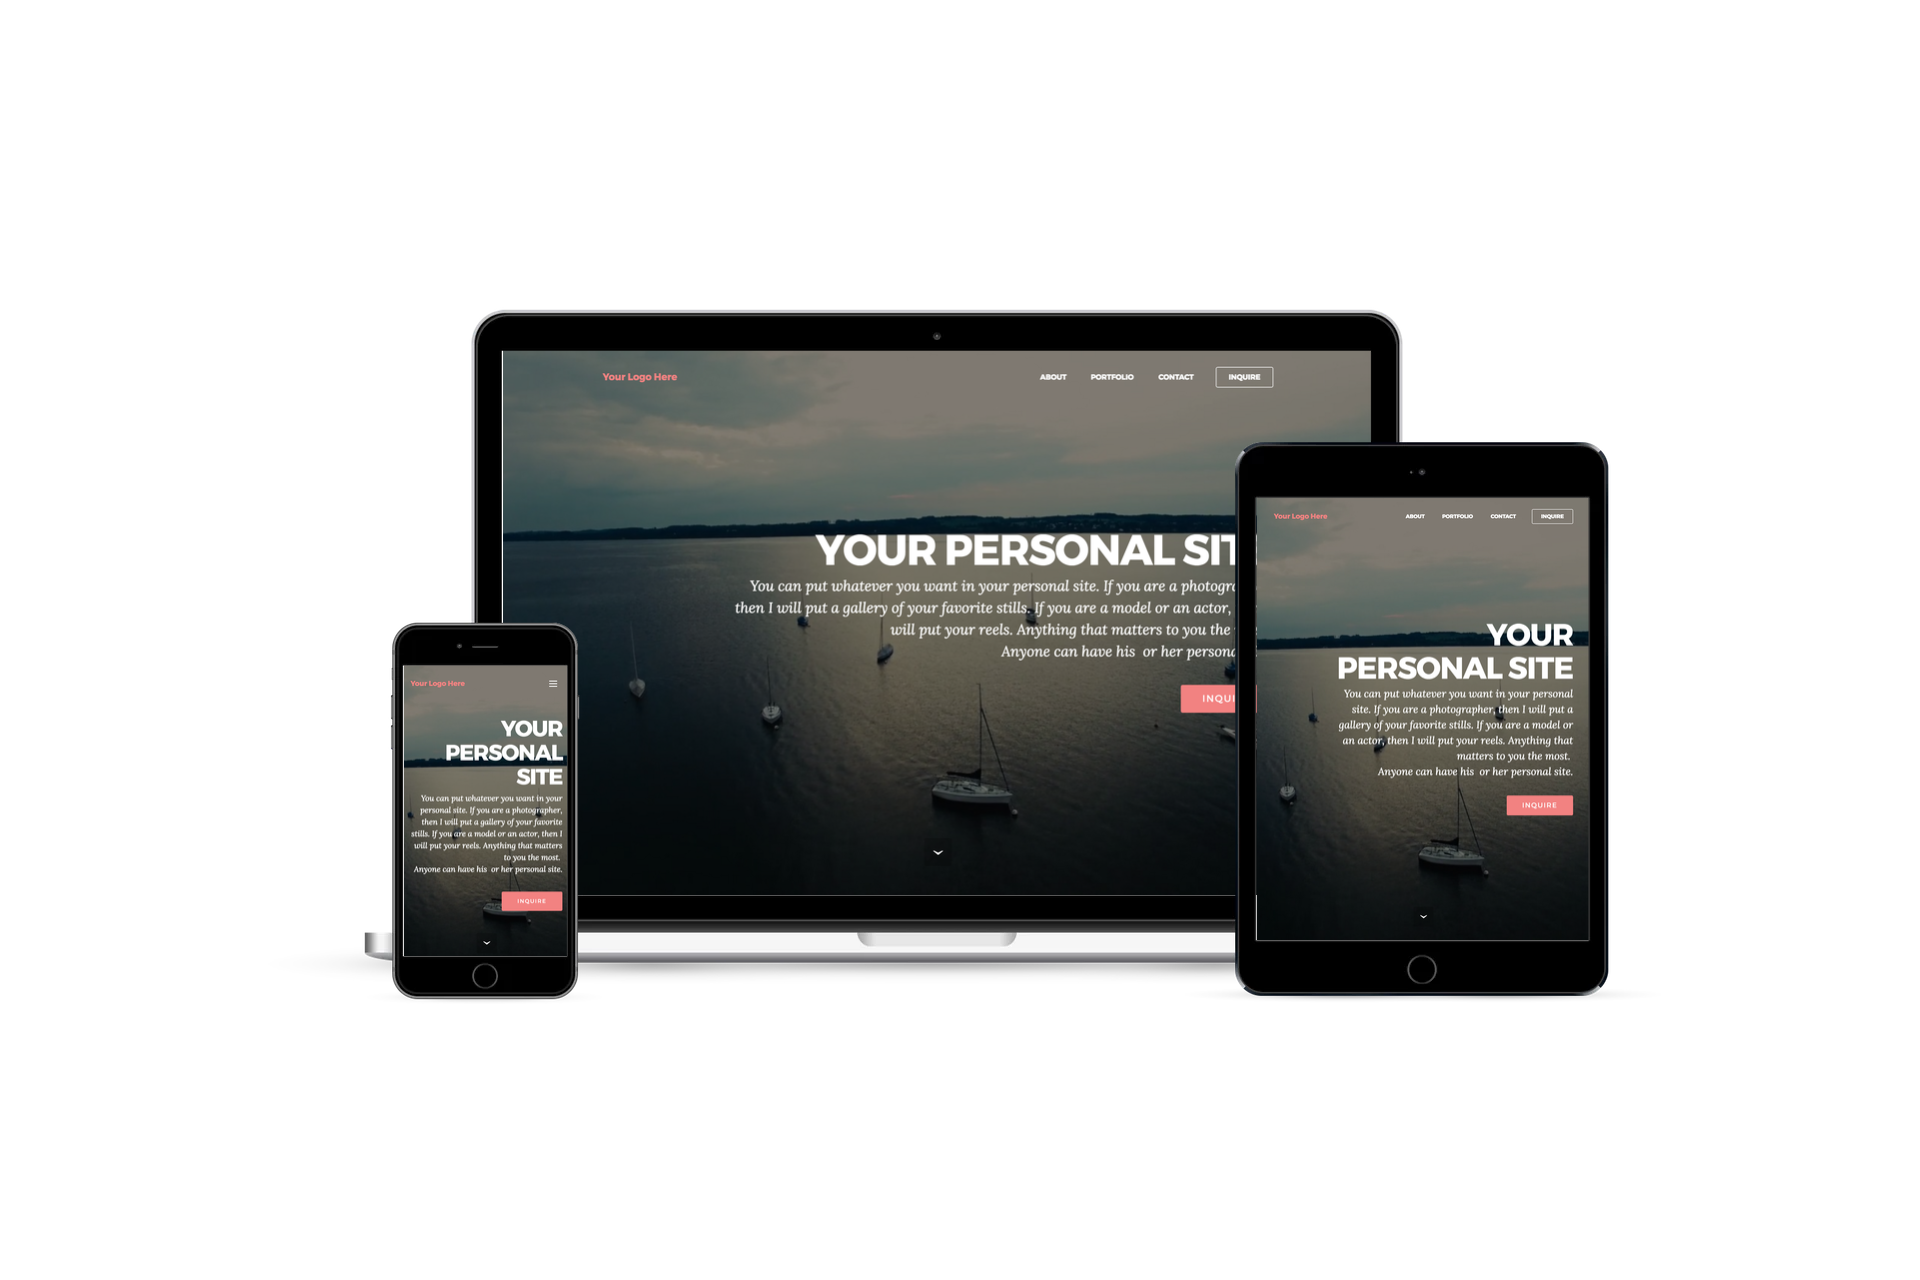 Your Logo Here
ABOUT PORTFOLIO CONTACT INQUIRE
YOUR PERSONAL SIT
You can put whatever you want in your personal site. If you are a photogr
then I will put a gallery of your favorite stills. If you are a model or an actor,
will put your reels. Anything that matters to you the
Anyone can have his or her persona
INQUI
Your Logo Here
ABOUT PORTFOLIO CONTACT INQUIRE
YOUR
PERSONAL SITE
You can put whatever you want in your personal
site. If you are a photographer, then I will put a
gallery of your favorite stills. If you are a model or
an actor, then I will put your reels. Anything that
matters to you the most.
Anyone can have his or her personal site.
INQUIRE
Your Logo Here
YOUR
PERSONAL
SITE
You can put whatever you want in your
personal site. If you are a photographer,
then I will put a gallery of your favorite
stills. If you are a model or an actor, then I
will put your reels. Anything that matters
to you the most.
Anyone can have his or her personal site.
INQUIRE